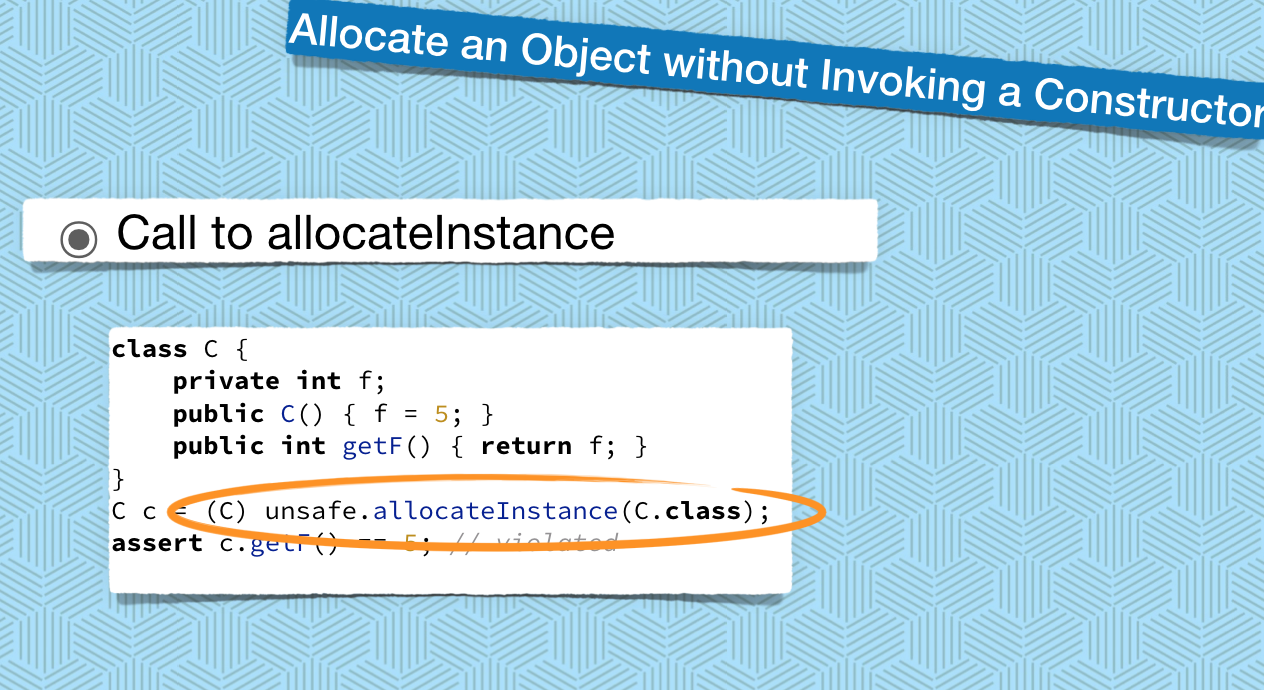 Allocate an Object without Invoking a Constructor
Call to allocateInstance
class C {
    private int f;
    public C() { f = 5; }
    public int getF() { return f; }
}
C c = (C) unsafe.allocateInstance(C.class);
assert c.getF() == 5; // violated